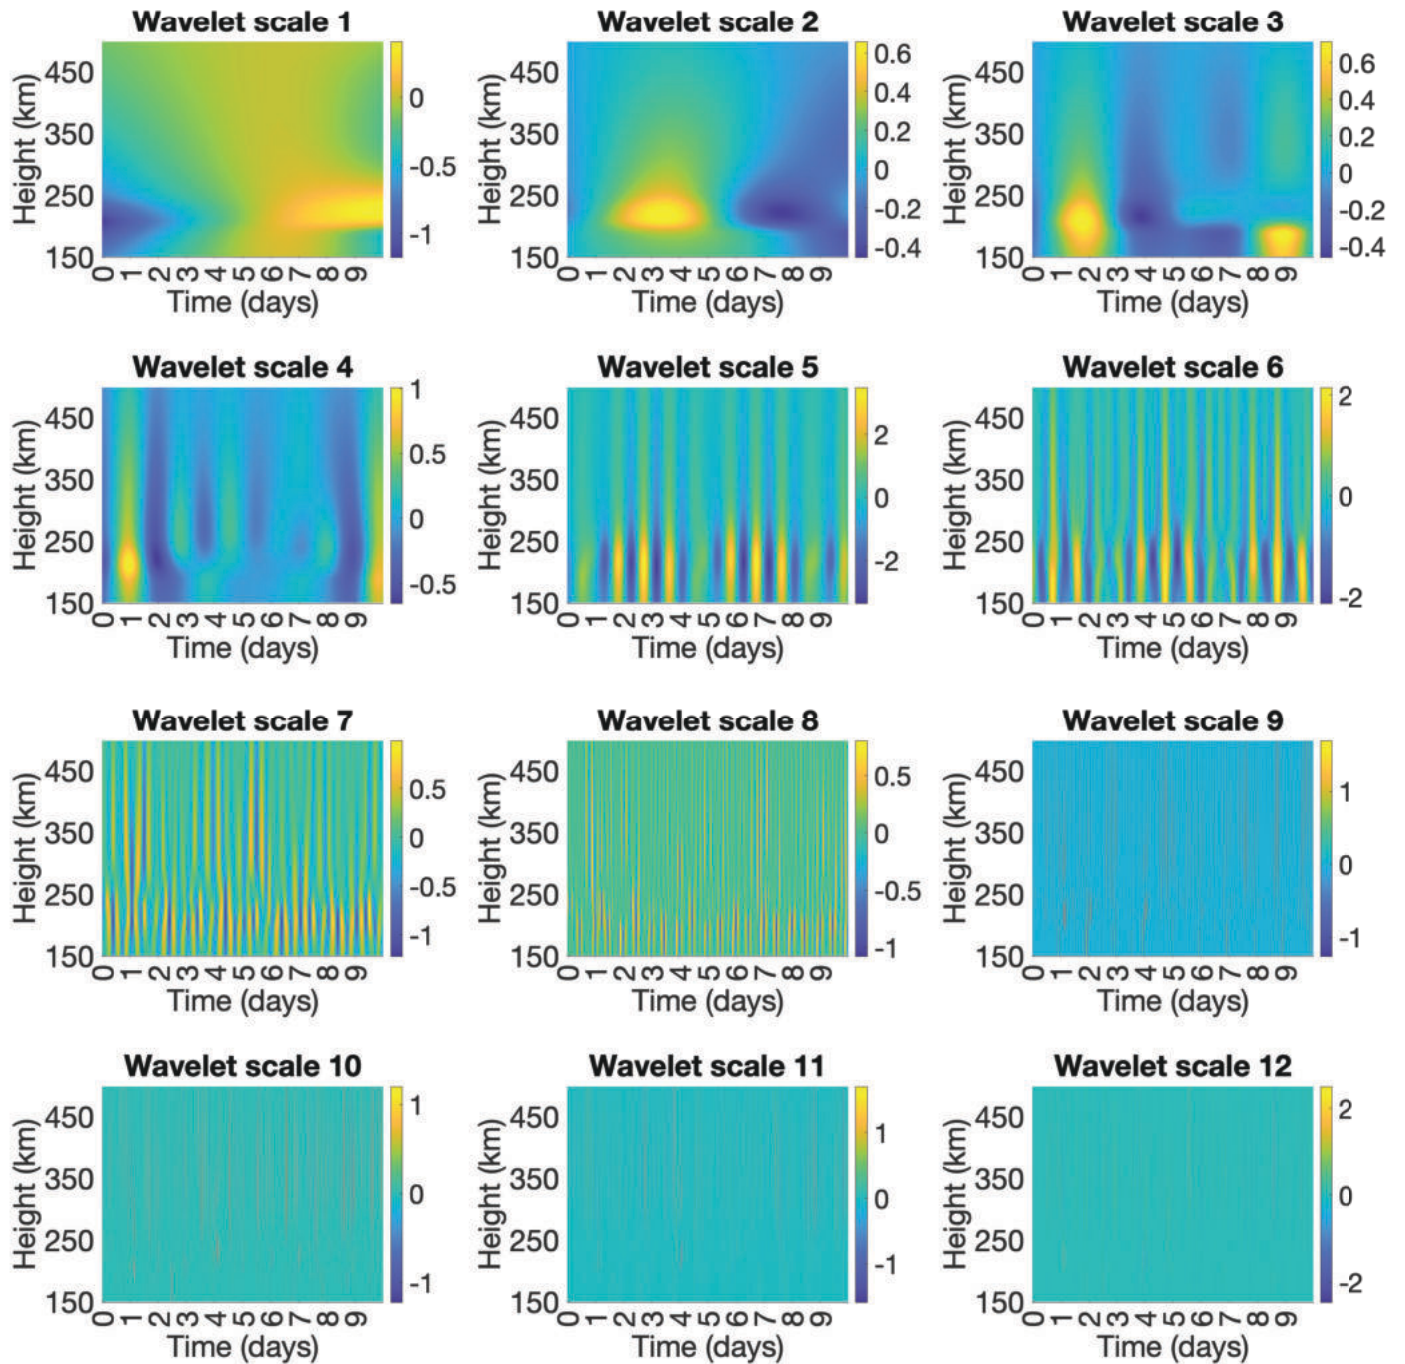 Wavelet scale 1
Height (km)
450
350
250
150
0 1 2 3 4 5 6 7 8 9
Time (days)
0
-0.5
-1
Wavelet scale 2
Height (km)
450
350
250
150
0 1 2 3 4 5 6 7 8 9
Time (days)
0.6
0.4
0.2
0
-0.2
-0.4
Wavelet scale 3
Height (km)
450
350
250
150
0 1 2 3 4 5 6 7 8 9
Time (days)
0.6
0.4
0.2
0
-0.2
-0.4
Wavelet scale 4
Height (km)
450
350
250
150
0 1 2 3 4 5 6 7 8 9
Time (days)
1
0.5
0
-0.5
Wavelet scale 5
Height (km)
450
350
250
150
0 1 2 3 4 5 6 7 8 9
Time (days)
2
0
-2
Wavelet scale 6
Height (km)
450
350
250
150
0 1 2 3 4 5 6 7 8 9
Time (days)
2
0
-2
Wavelet scale 7
Height (km)
450
350
250
150
0 1 2 3 4 5 6 7 8 9
Time (days)
0.5
0
-0.5
-1
Wavelet scale 8
Height (km)
450
350
250
150
0 1 2 3 4 5 6 7 8 9
Time (days)
0.5
0
-0.5
-1
Wavelet scale 9
Height (km)
450
350
250
150
0 1 2 3 4 5 6 7 8 9
Time (days)
1
0
-1
Wavelet scale 10
Height (km)
450
350
250
150
0 1 2 3 4 5 6 7 8 9
Time (days)
1
0
-1
Wavelet scale 11
Height (km)
450
350
250
150
0 1 2 3 4 5 6 7 8 9
Time (days)
1
0
-1
Wavelet scale 12
Height (km)
450
350
250
150
0 1 2 3 4 5 6 7 8 9
Time (days)
2
0
-2